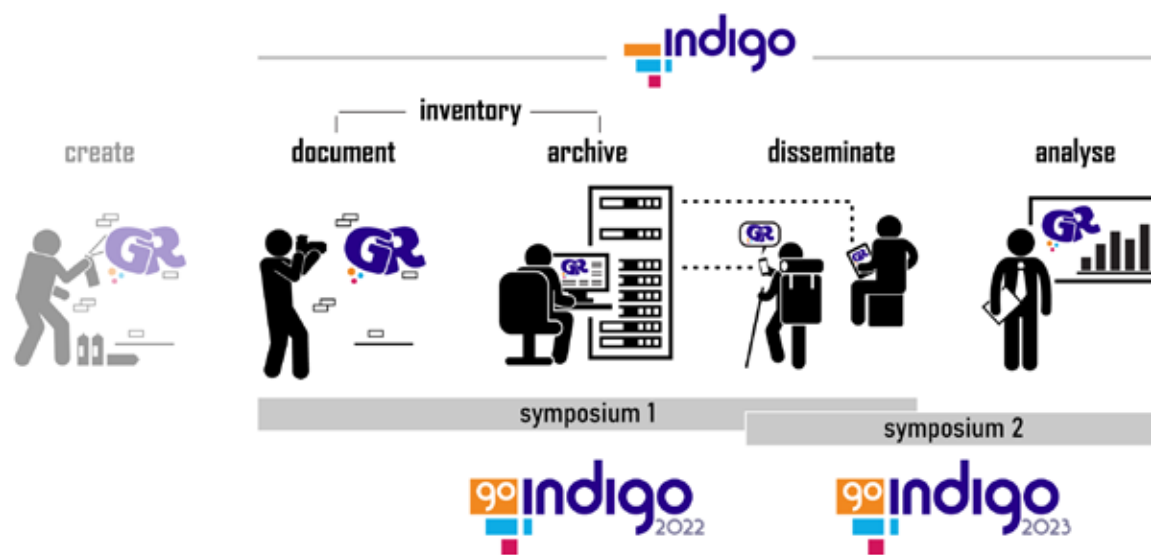 indigo
inventory
create
document
archive
disseminate
analyse
GR
GR
GR
GR
GR
GR
symposium 1
symposium 2
go indigo
2022
go indigo
2023